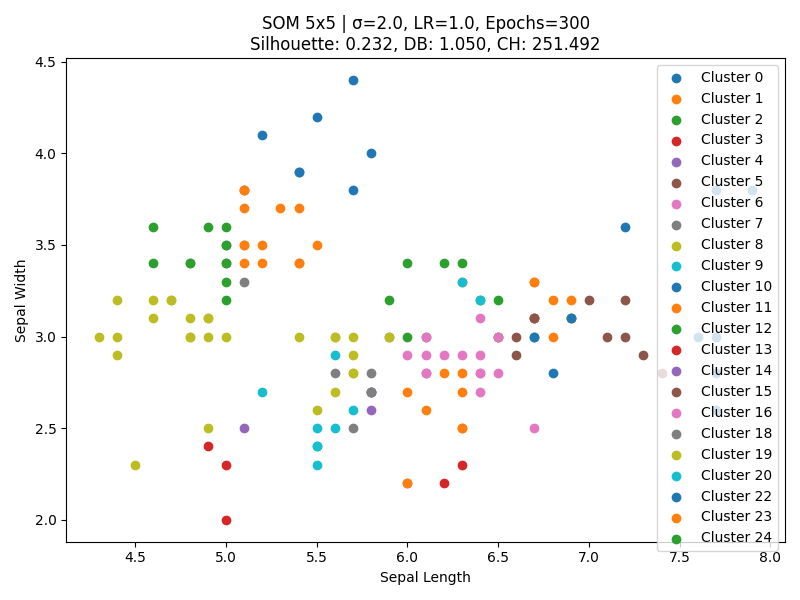 SOM 5x5 | σ=2.0, LR=1.0, Epochs=300
Silhouette: 0.232, DB: 1.050, CH: 251.492
4.5
4.0
3.5
3.0
2.5
2.0
Sepal Width
Cluster 0
Cluster 1
Cluster 2
Cluster 3
Cluster 4
Cluster 5
Cluster 6
Cluster 7
Cluster 8
Cluster 9
Cluster 10
Cluster 11
Cluster 12
Cluster 13
Cluster 14
Cluster 15
Cluster 16
Cluster 18
Cluster 19
Cluster 20
Cluster 22
Cluster 23
Cluster 24
4.5 5.0 5.5 6.0 6.5 7.0 7.5 8.0
Sepal Length